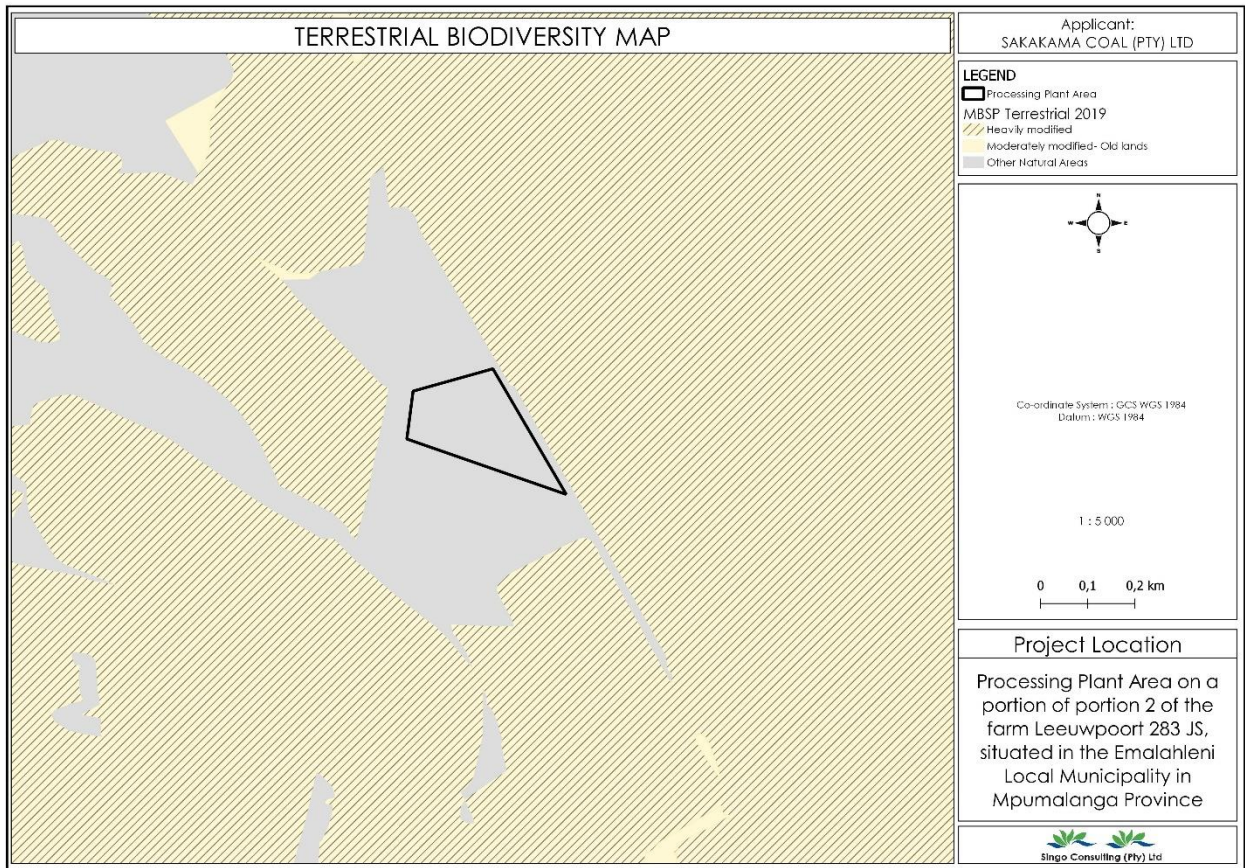 TERRESTRIAL BIODIVERSITY MAP
Applicant:
SAKAKAMA COAL (PTY) LTD
LEGEND
Processing Plant Area
MBSP Terrestrial 2019
Heavily modified
Moderately modified- Old lands
Other Natural Areas
N
W E
S
Co-ordinate System : GCS WGS 1984
Datum : WGS 1984
1 : 5 000
0 0,1 0,2 km
Project Location
Processing Plant Area on a
portion of portion 2 of the
farm Leeuwpoort 283 JS,
situated in the Emalahleni
Local Municipality in
Mpumalanga Province
Singo Consulting (Pty) Ltd